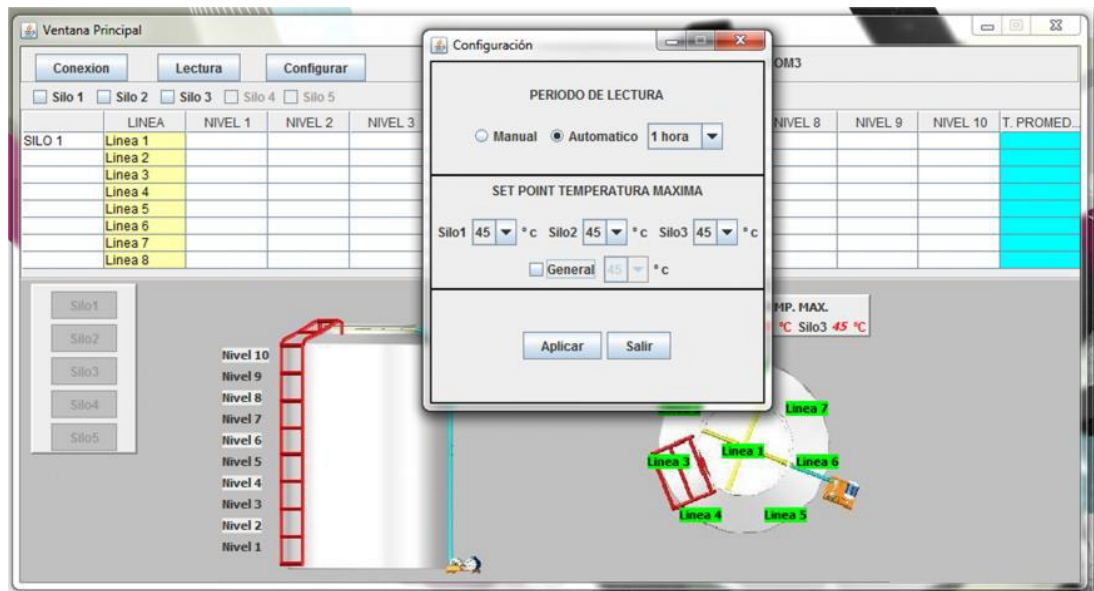 Ventana Principal
Conexion Lectura Configurar
OM3
Silo 1 Silo 2 Silo 3 Silo 4 Silo 5
LINEA NIVEL 1 NIVEL 2 NIVEL 3 NIVEL 8 NIVEL 9 NIVEL 10 T. PROMED...
SILO 1 Linea 1
Linea 2
Linea 3
Linea 4
Linea 5
Linea 6
Linea 7
Linea 8
Configuración
PERIODO DE LECTURA
Manual Automatico 1 hora
SET POINT TEMPERATURA MAXIMA
Silo1 45 ° c Silo2 45 ° c Silo3 45 ° c
General 45 ° c
Aplicar Salir
Silo1
Silo2
Silo3
Silo4
Silo5
Nivel 10
Nivel 9
Nivel 8
Nivel 7
Nivel 6
Nivel 5
Nivel 4
Nivel 3
Nivel 2
Nivel 1
MP. MAX.
°C Silo3 45 °C
Linea 7
Linea 1
Linea 3
Linea 6
Linea 4
Linea 5